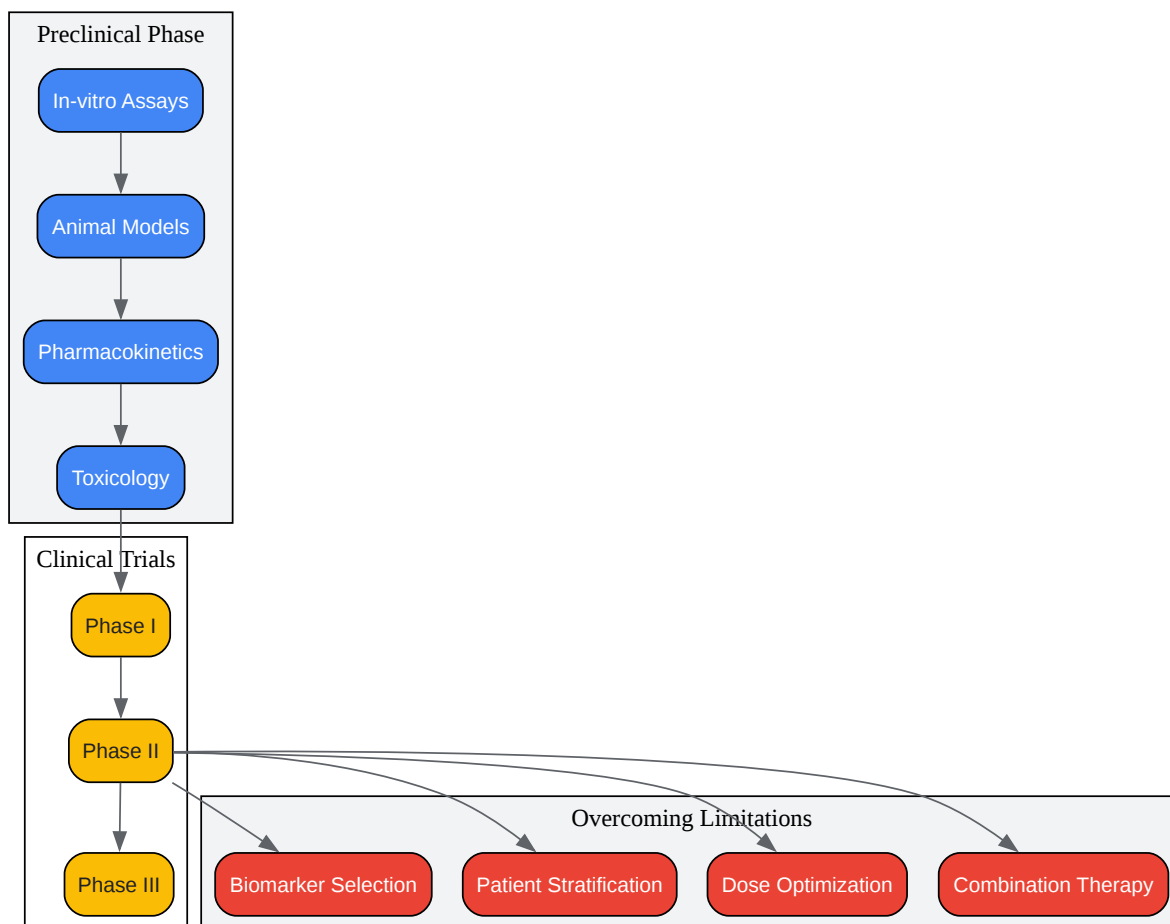 Preclinical Phase
In-vitro Assays
Animal Models
Pharmacokinetics
Toxicology
Clinical Trials
Phase I
Phase II
Phase III
Overcoming Limitations
Biomarker Selection
Patient Stratification
Dose Optimization
Combination Therapy